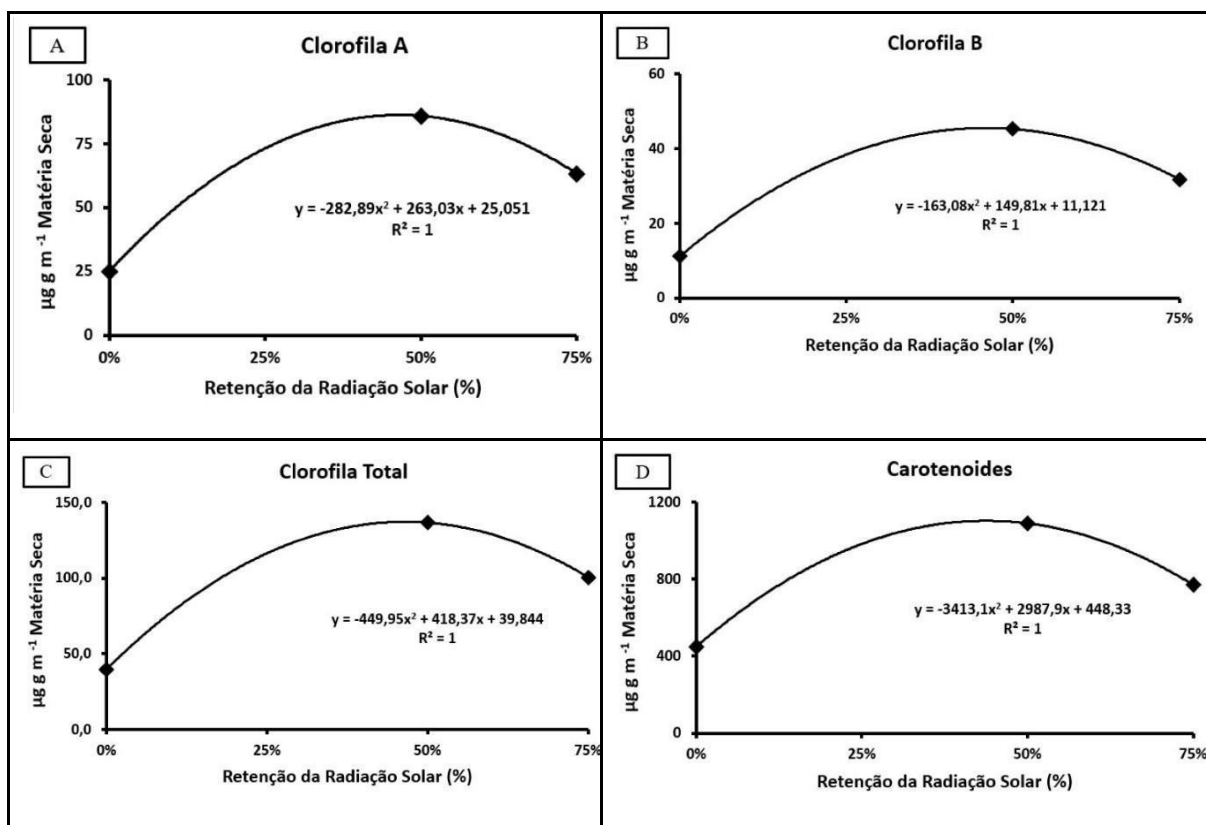 A
Clorofila A
µg g m ⁻¹ Matéria Seca
100
75
50
25
0
y = -282,89x² + 263,03x + 25,051
R² = 1
0% 25% 50% 75%
Retenção da Radiação Solar (%)
B
Clorofila B
µg g m ⁻¹ Matéria Seca
60
40
20
0
y = -163,08x² + 149,81x + 11,121
R² = 1
0% 25% 50% 75%
Retenção da Radiação Solar (%)
C
Clorofila Total
µg g m ⁻¹ Matéria Seca
150,0
100,0
50,0
0,0
y = -449,95x² + 418,37x + 39,844
R² = 1
0% 25% 50% 75%
Retenção da Radiação Solar (%)
D
Carotenoides
µg g m ⁻¹ Matéria Seca
1200
800
400
0
y = -3413,1x² + 2987,9x + 448,33
R² = 1
0% 25% 50% 75%
Retenção da Radiação Solar (%)